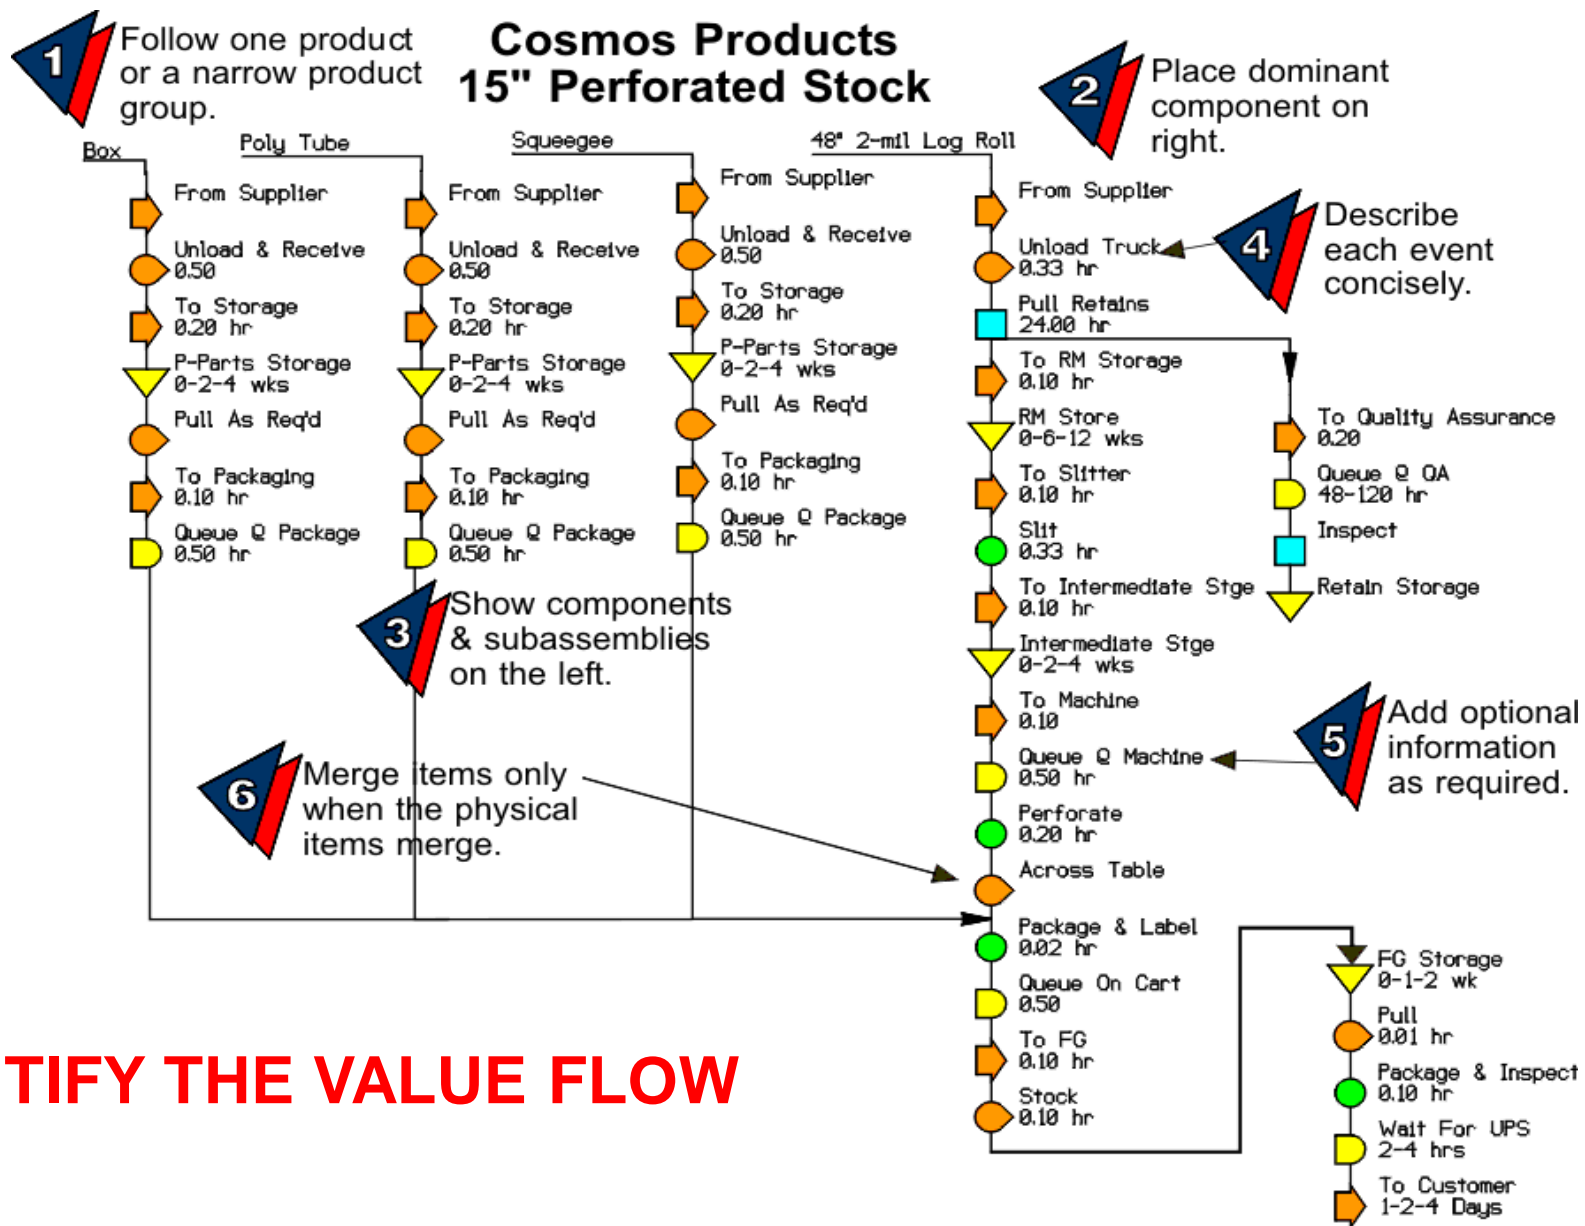 1
Follow one product
or a narrow product
group.
Cosmos Products
15" Perforated Stock
2
Place dominant
component on
right.
Box
From Supplier
Unload & Receive
0.50
To Storage
0.20 hr
P-Parts Storage
0-2-4 wks
Pull As Req'd
To Packaging
0.10 hr
Queue @ Package
0.50 hr
Poly Tube
From Supplier
Unload & Receive
0.50
To Storage
0.20 hr
P-Parts Storage
0-2-4 wks
Pull As Req'd
To Packaging
0.10 hr
Queue @ Package
0.50 hr
Squeegee
From Supplier
Unload & Receive
0.50
To Storage
0.20 hr
P-Parts Storage
0-2-4 wks
Pull As Req'd
To Packaging
0.10 hr
Queue @ Package
0.50 hr
48" 2-mil Log Roll
From Supplier
Unload Truck
0.33 hr
Pull Retains
24.00 hr
To RM Storage
0.10 hr
RM Store
0-6-12 wks
To Slitter
0.10 hr
Slit
0.33 hr
To Intermediate Stge
0.10 hr
Intermediate Stge
0-2-4 wks
To Machine
0.10
Queue @ Machine
0.50 hr
Perforate
0.20 hr
Across Table
Package & Label
0.02 hr
Queue On Cart
0.50
To FG
0.10 hr
Stock
0.10 hr
4
Describe
each event
concisely.
To Quality Assurance
0.20
Queue @ QA
48-120 hr
Inspect
Retain Storage
3
Show components
& subassemblies
on the left.
5
Add optional
information
as required.
6
Merge items only
when the physical
items merge.
FG Storage
0-1-2 wk
Pull
0.01 hr
Package & Inspect
0.10 hr
Wait For UPS
2-4 hrs
To Customer
1-2-4 Days
TIFY THE VALUE FLOW